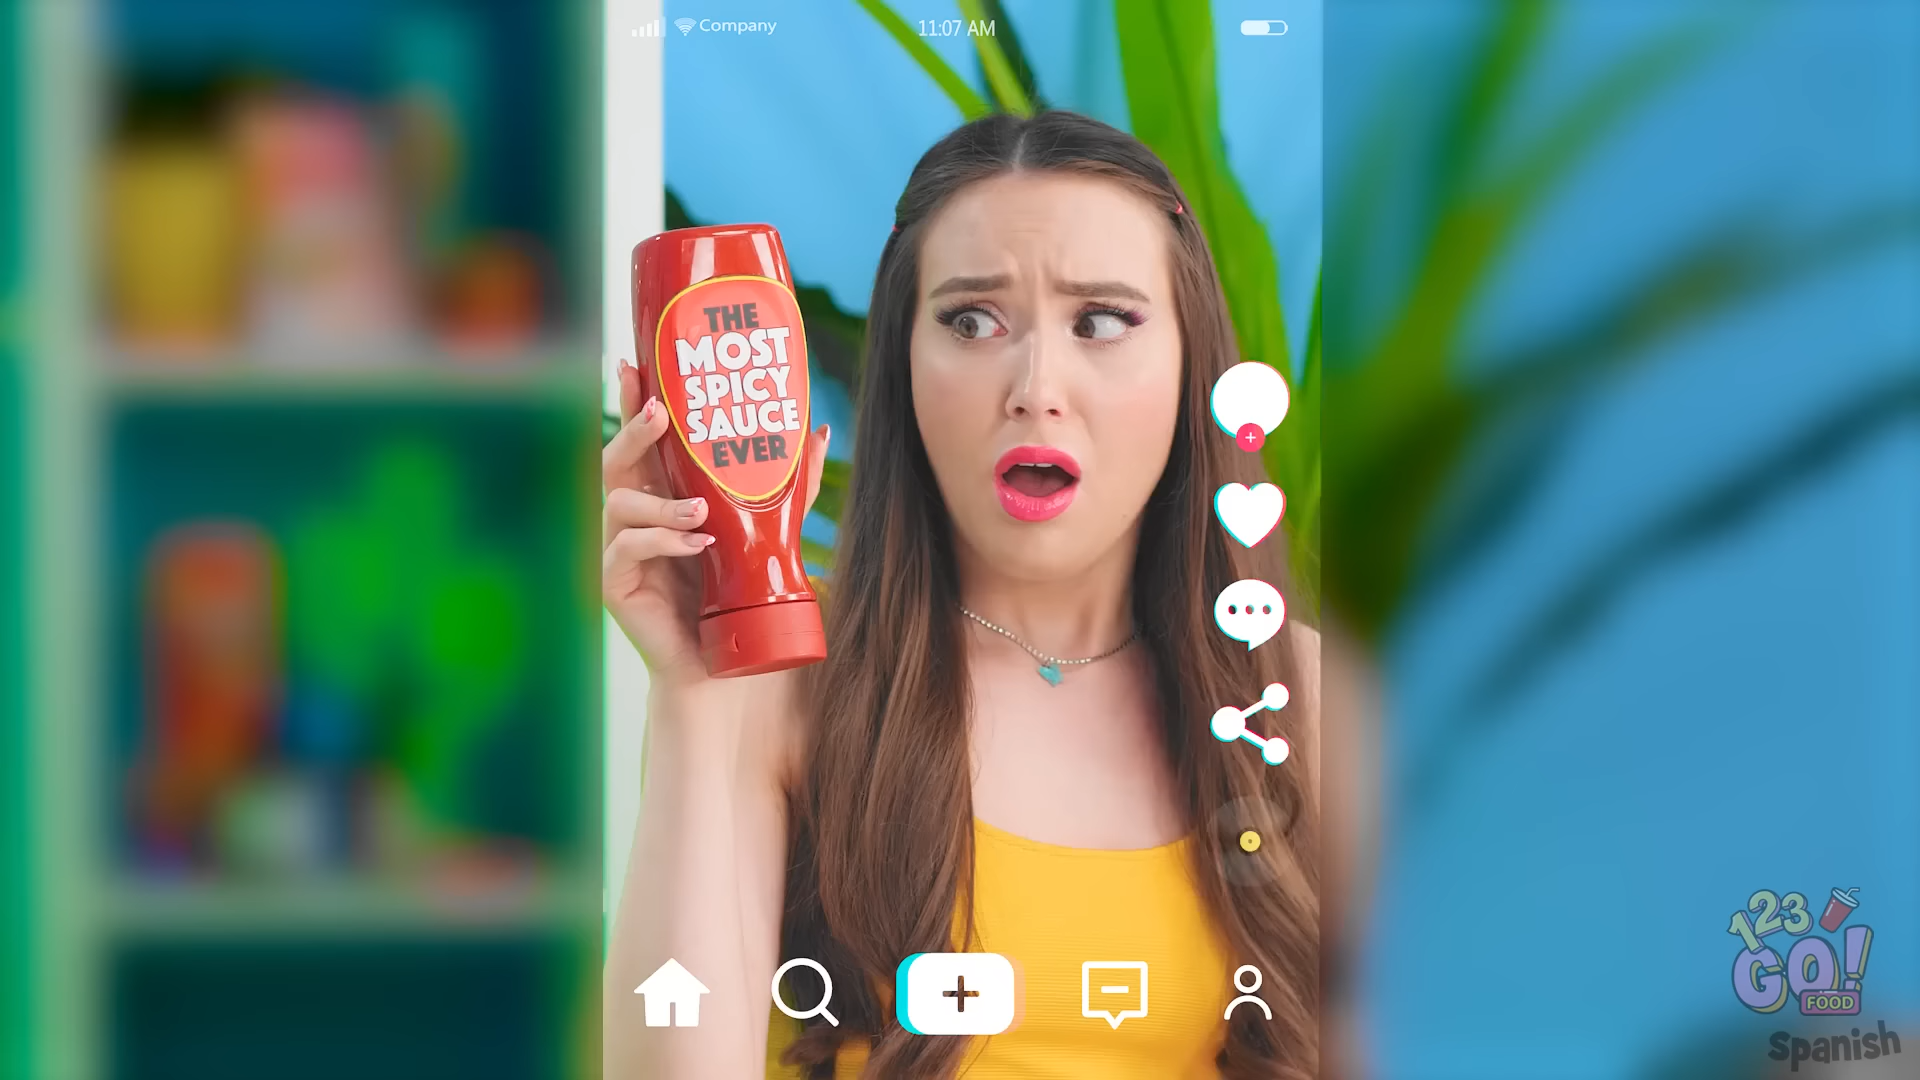 Company
11:07 AM
THE
MOST
SPICY
SAUCE
EVER
123
GO!
FOOD
Spanish